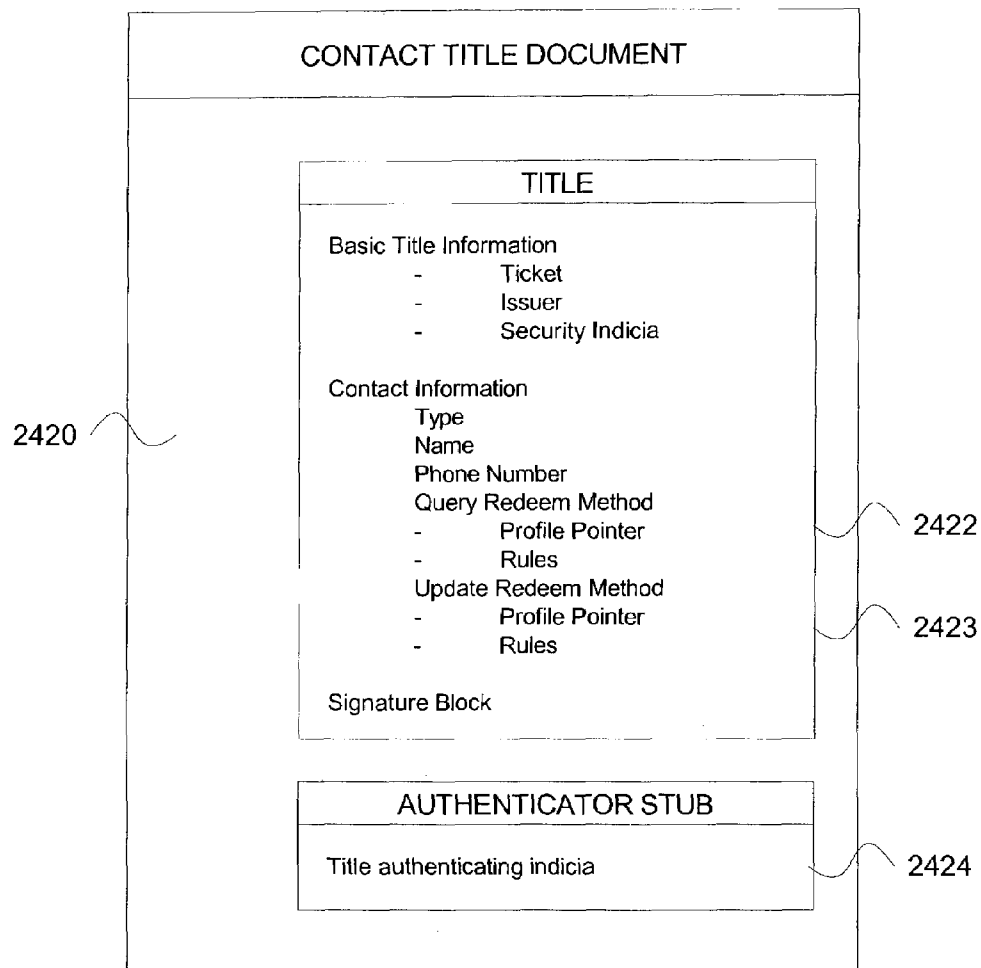 CONTACT TITLE DOCUMENT
TITLE
Basic Title Information
- Ticket
- Issuer
- Security Indicia
Contact Information
Type
Name
Phone Number
Query Redeem Method
- Profile Pointer
- Rules
Update Redeem Method
- Profile Pointer
- Rules
Signature Block
AUTHENTICATOR STUB
Title authenticating indicia
2420
2422
2423
2424